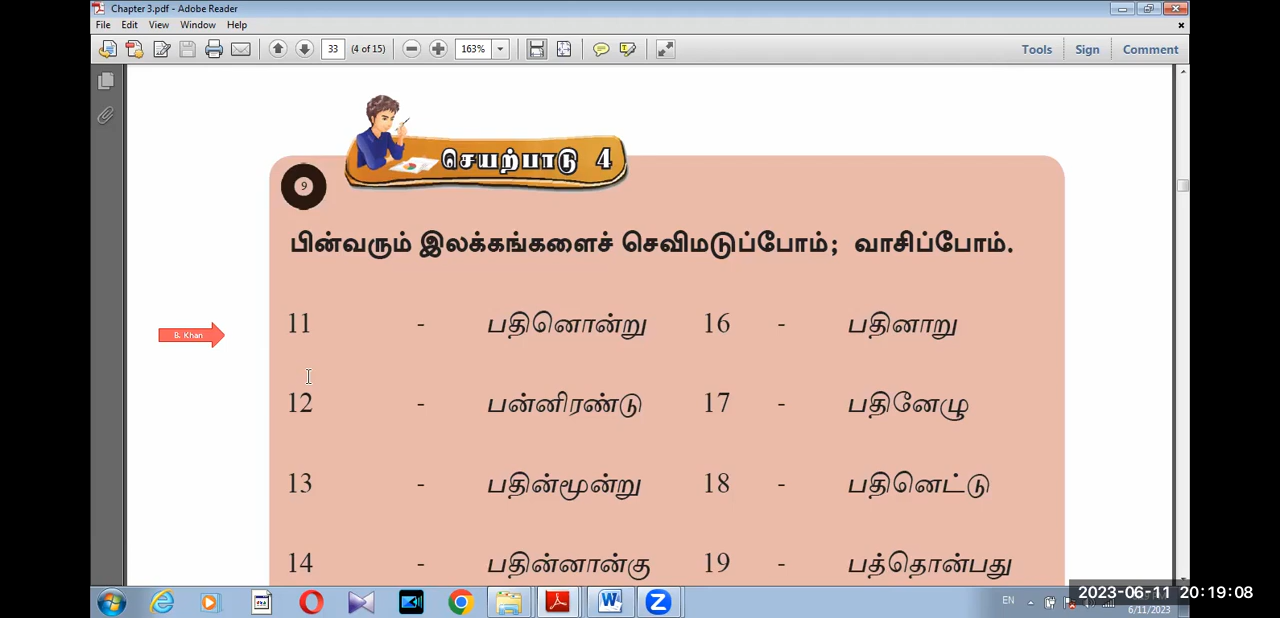 Chapter 3.pdf - Adobe Reader
File Edit View Window Help
33 (4 of 15) 163% Tools Sign Comment
செயற்பாடு 4
9
பின்வரும் இலக்கங்களைச் செவிமடுப்போம்; வாசிப்போம்.
11 - பதினொன்று 16 - பதினாறு
B. Khan
12 - பன்னிரண்டு 17 - பதினேழு
13 - பதின்மூன்று 18 - பதினெட்டு
14 - பதின்னான்கு 19 - பத்தொன்பது
EN
2023-06-11 20:19:08
6/11/2023